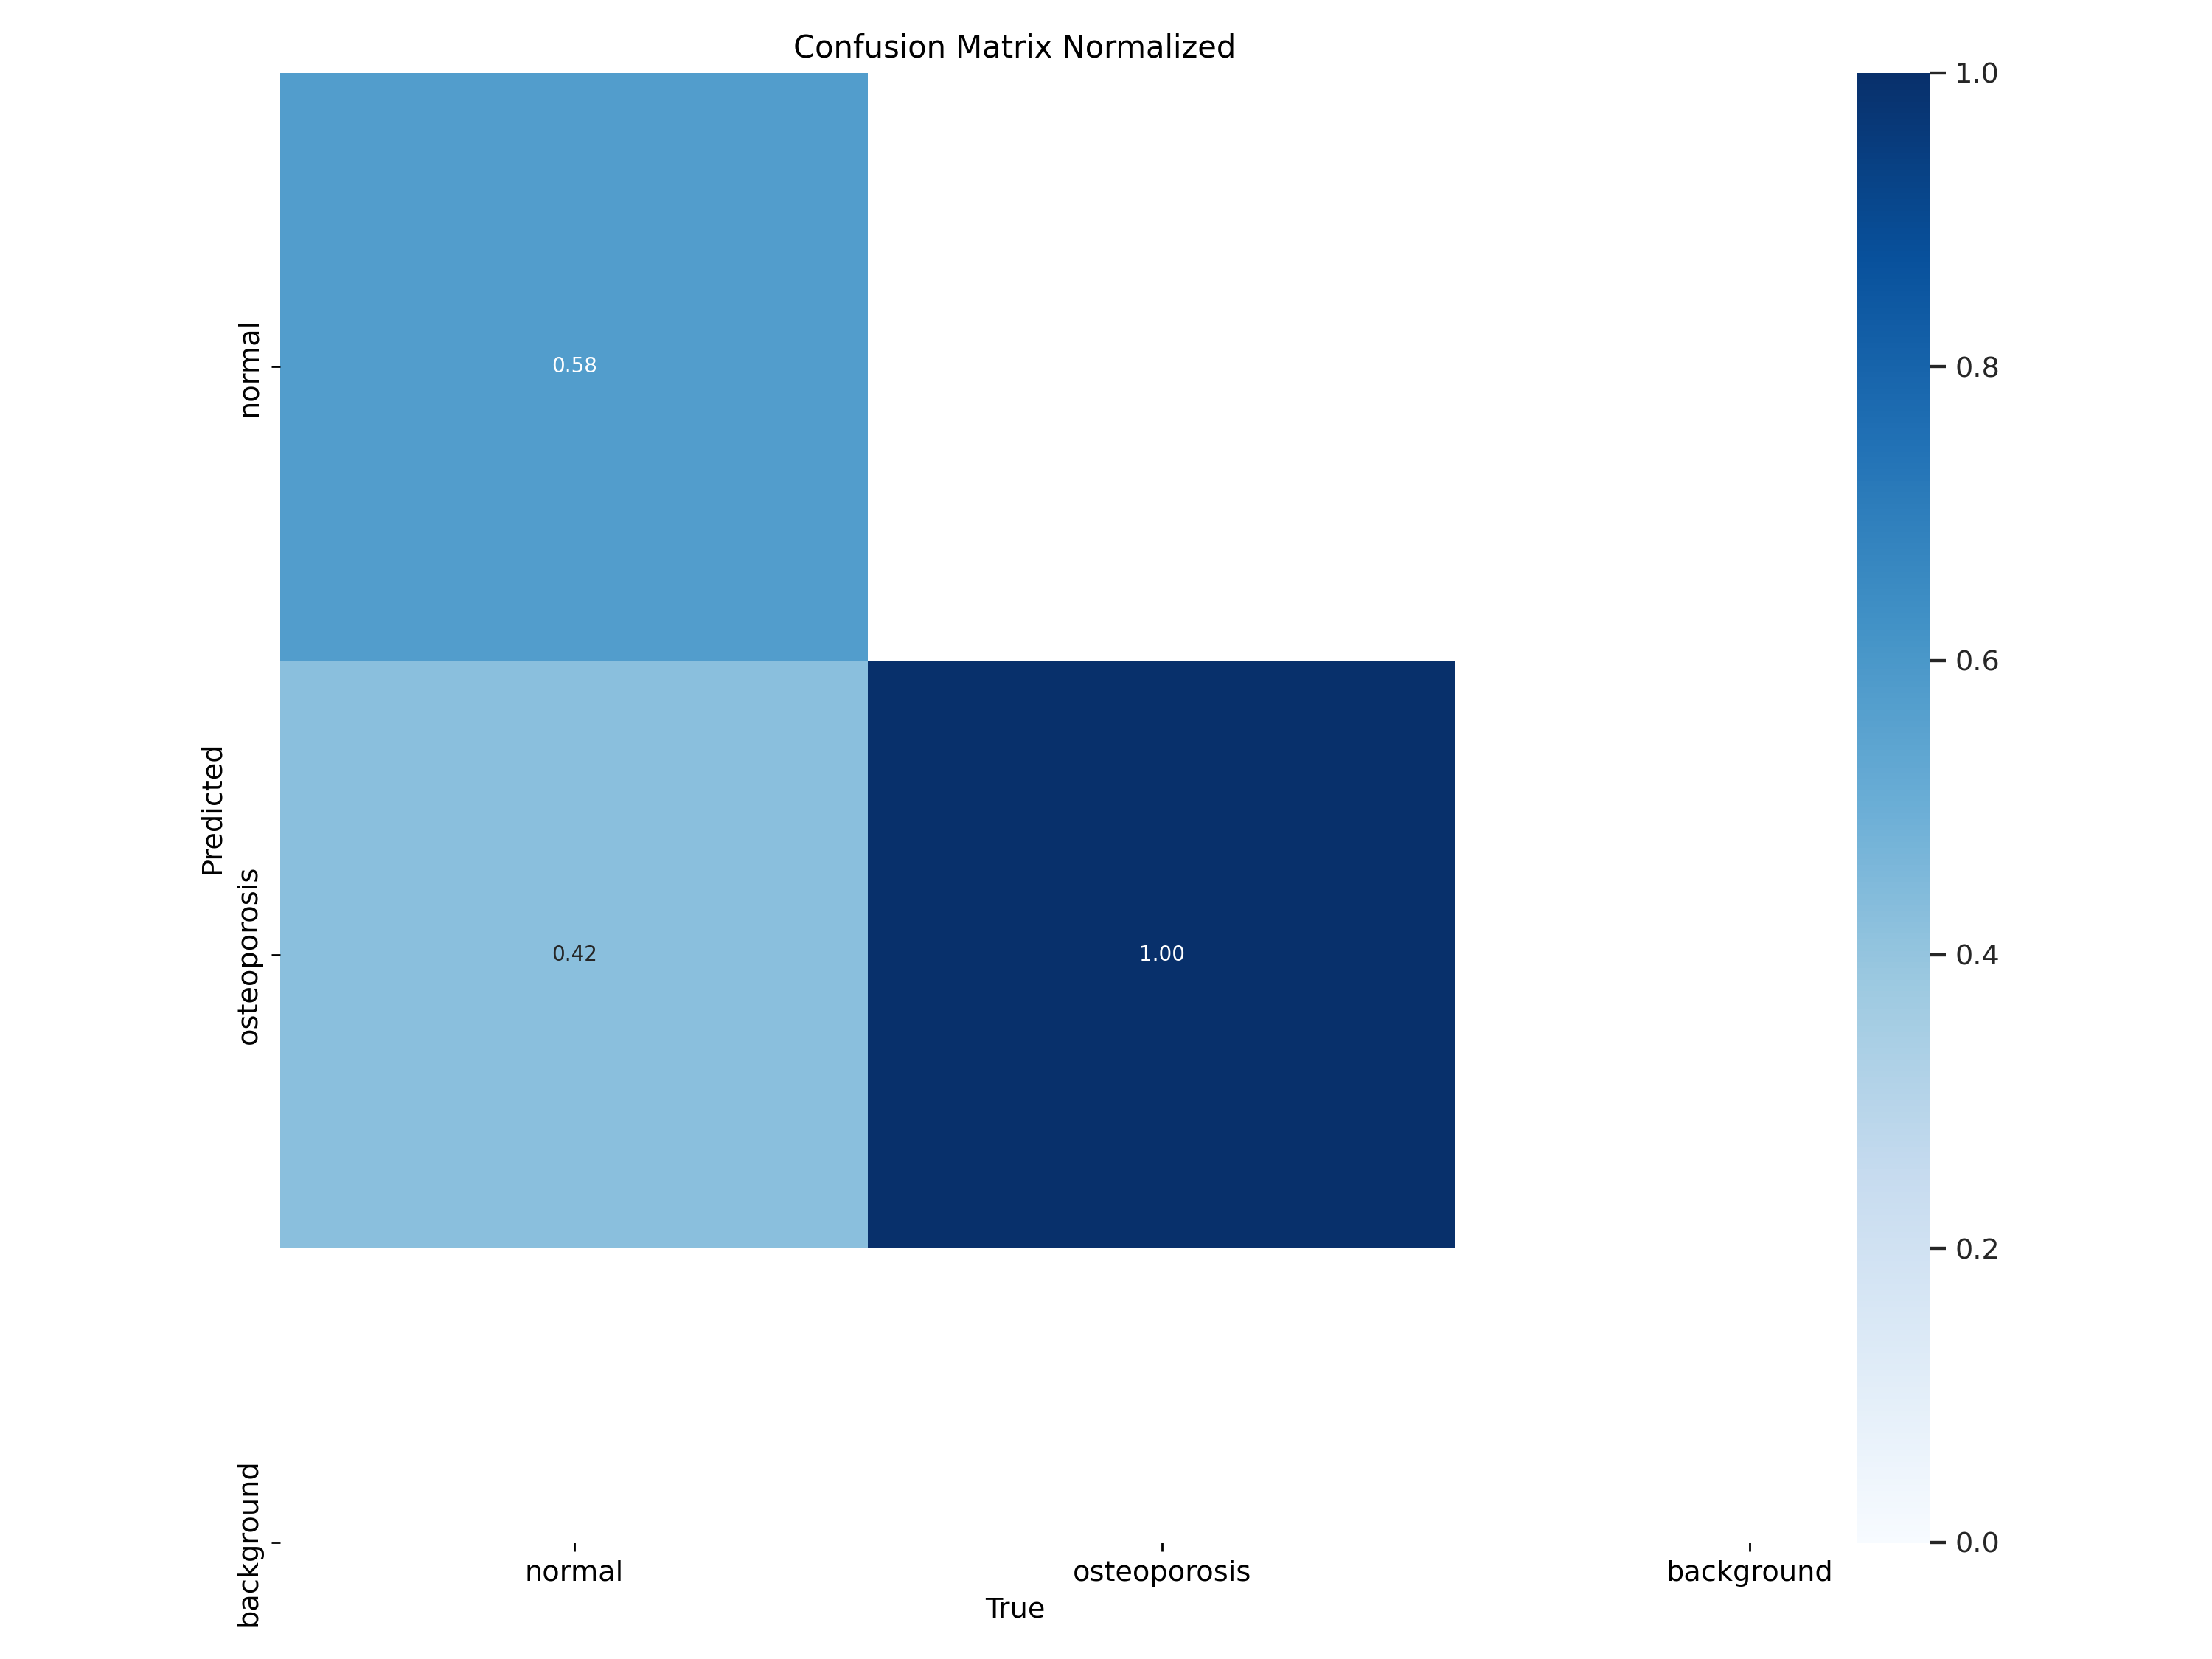 Confusion Matrix Normalized
1.0
normal
0.58
0.8
0.6
Predicted
osteoporosis
0.42
1.00
0.4
0.2
background
0.0
normal
osteoporosis
background
True